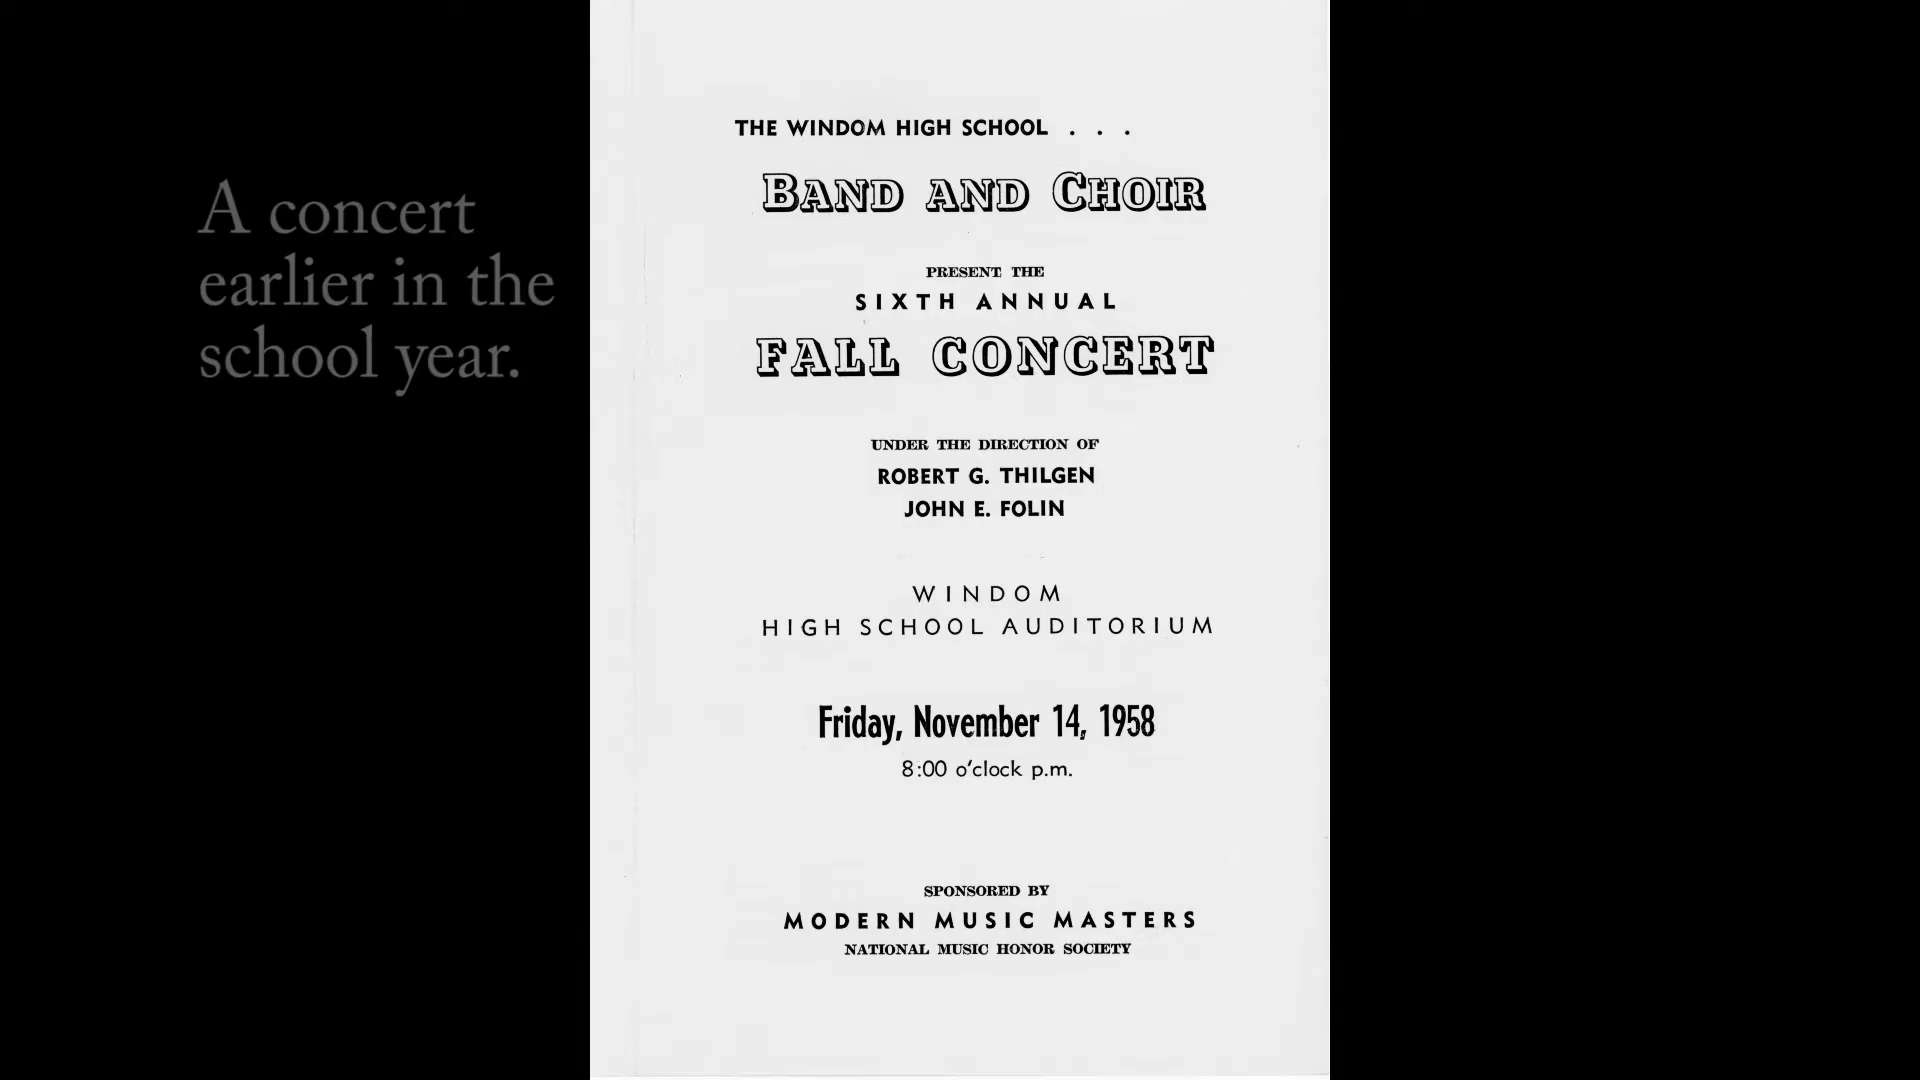 A concert
earlier in the
school year.
THE WINDOM HIGH SCHOOL . . .
BAND AND CHOIR
PRESENT THE
SIXTH ANNUAL
FALL CONCERT
UNDER THE DIRECTION OF
ROBERT G. THILGEN
JOHN E. FOLIN
WINDOM
HIGH SCHOOL AUDITORIUM
Friday, November 14, 1958
8:00 o'clock p.m.
SPONSORED BY
MODERN MUSIC MASTERS
NATIONAL MUSIC HONOR SOCIETY